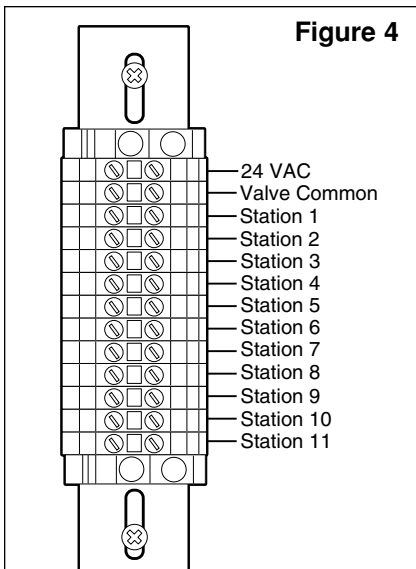 Figure 4
24 VAC
Valve Common
Station 1
Station 2
Station 3
Station 4
Station 5
Station 6
Station 7
Station 8
Station 9
Station 10
Station 11